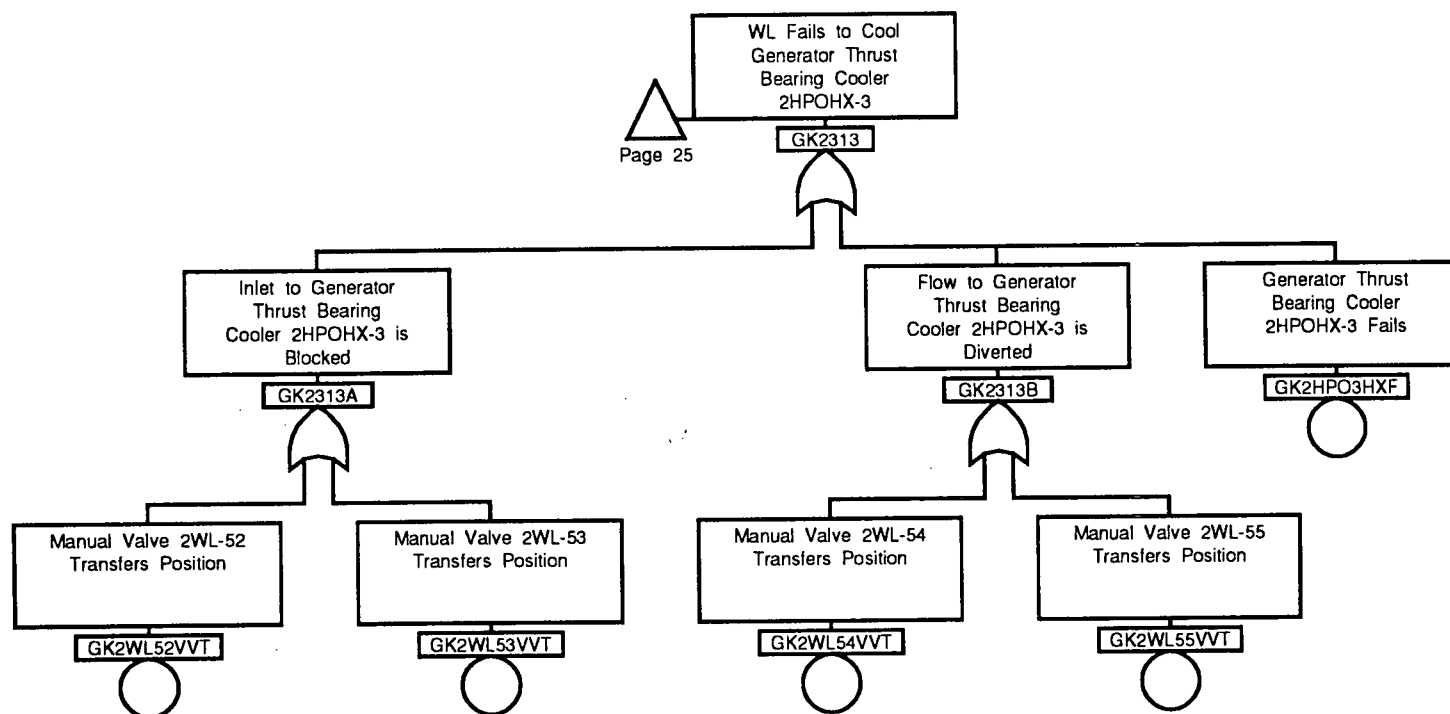 WL Fails to Cool
Generator Thrust
Bearing Cooler
2HPOHX-3
Page 25
GK2313
Inlet to Generator
Thrust Bearing
Cooler 2HPOHX-3 is
Blocked
GK2313A
Flow to Generator
Thrust Bearing
Cooler 2HPOHX-3 is
Diverted
GK2313B
Generator Thrust
Bearing Cooler
2HPOHX-3 Fails
GK2HPO3HXF
Manual Valve 2WL-52
Transfers Position
GK2WL52VVT
Manual Valve 2WL-53
Transfers Position
GK2WL53VVT
Manual Valve 2WL-54
Transfers Position
GK2WL54VVT
Manual Valve 2WL-55
Transfers Position
GK2WL55VVT